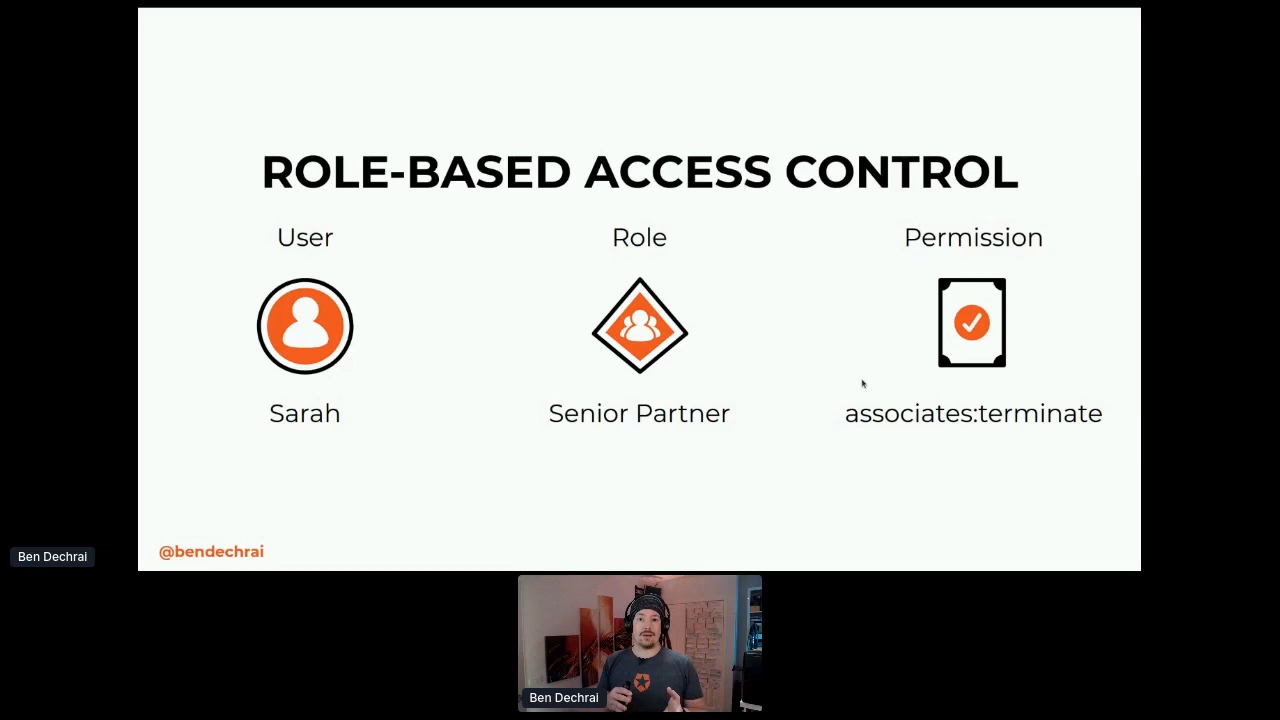 ROLE-BASED ACCESS CONTROL
User
Role
Permission
Sarah
Senior Partner
associates:terminate
@bendechrai
Ben Dechrai
Ben Dechrai